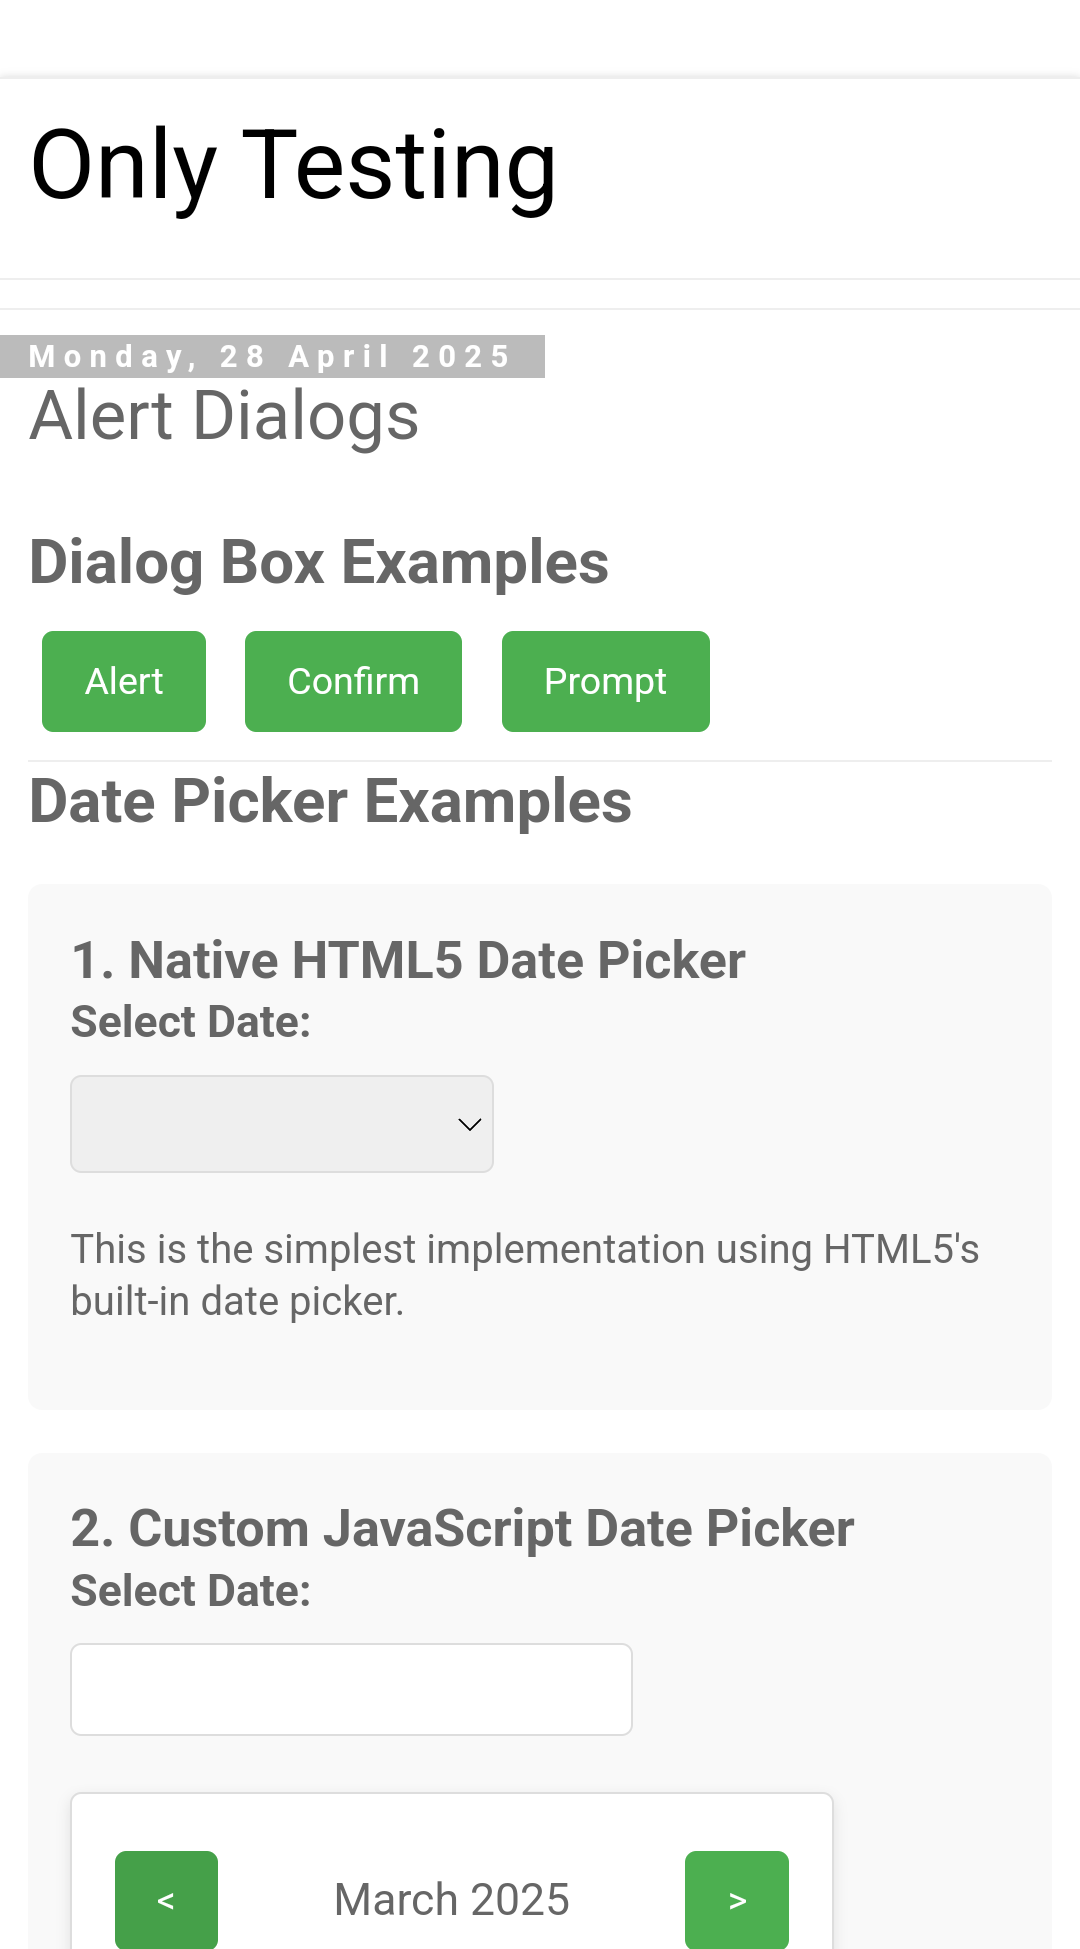 Only Testing
Monday, 28 April 2025
Alert Dialogs
Dialog Box Examples
Alert Confirm Prompt
Date Picker Examples
1. Native HTML5 Date Picker
Select Date:
This is the simplest implementation using HTML5's
built-in date picker.
2. Custom JavaScript Date Picker
Select Date:
< March 2025 >